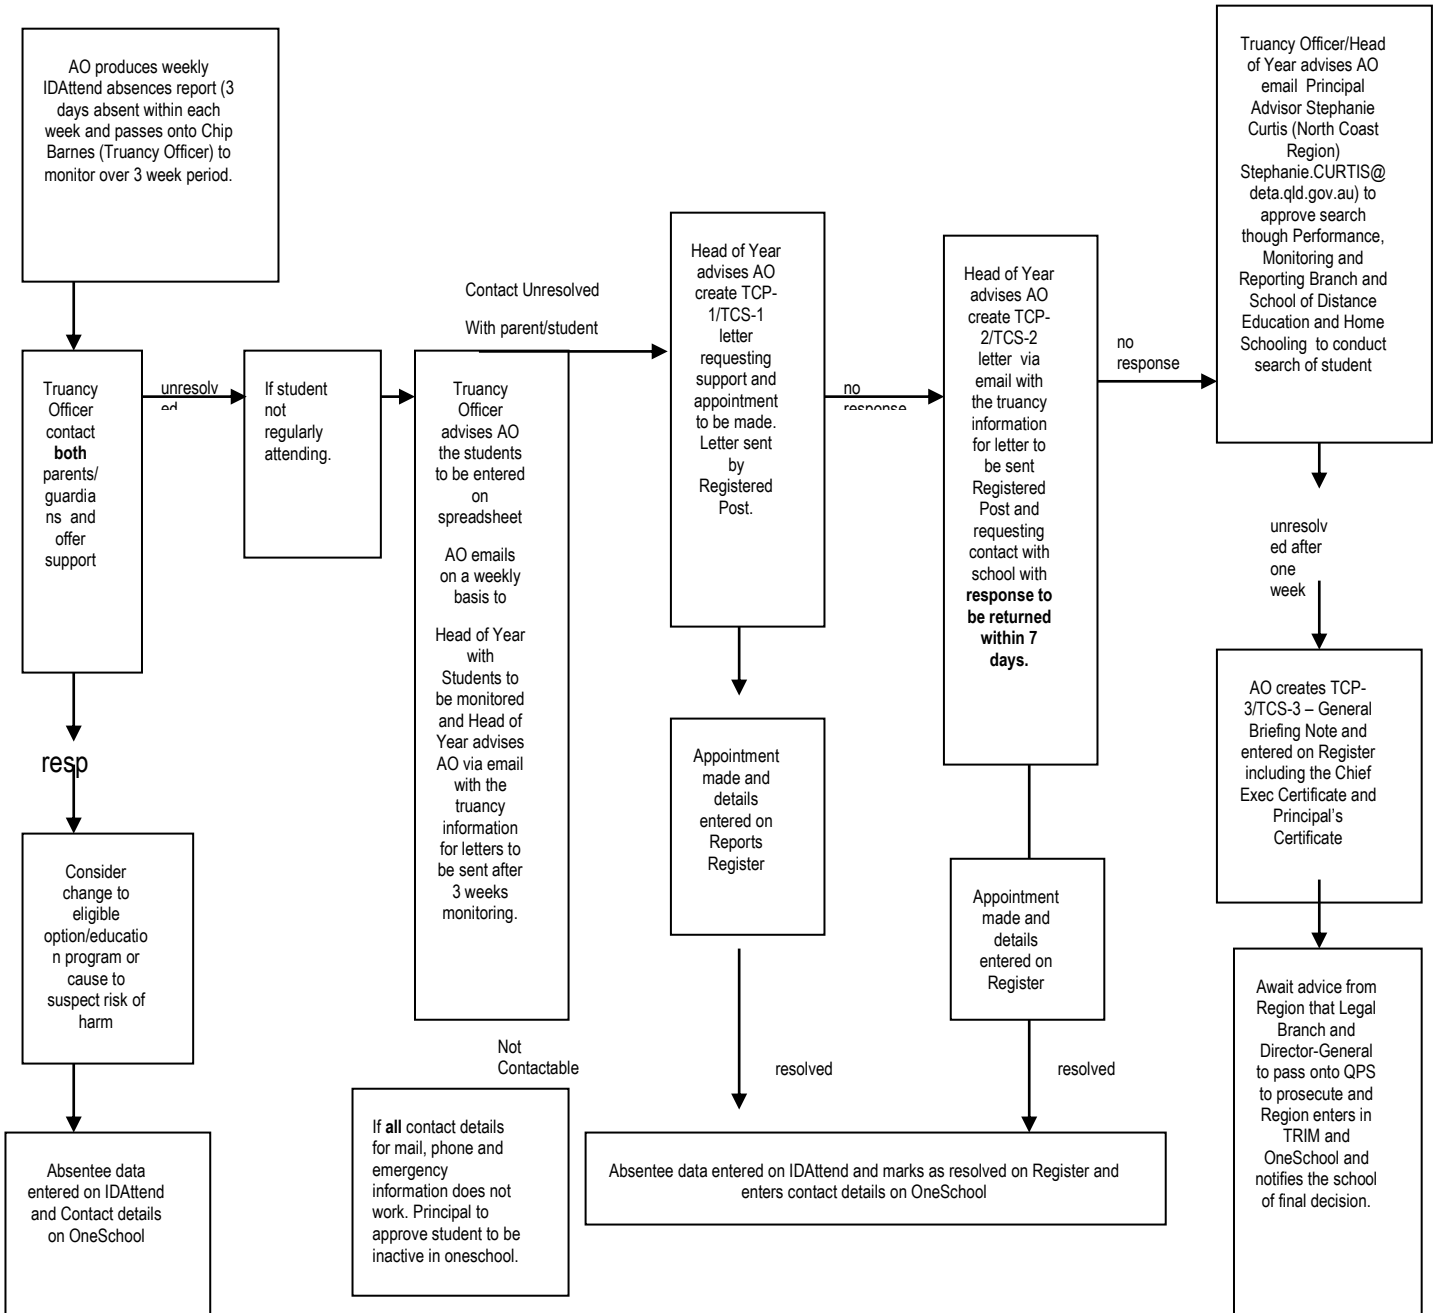 AO produces weekly
IDAttend absences report (3
days absent within each
week and passes onto Chip
Barnes (Truancy Officer) to
monitor over 3 week period.
Truancy
Officer
contact
both
parents/
guardia
ns and
offer
support
unresolv
ed
If student
not
regularly
attending.
resp
Consider
change to
eligible
option/educatio
n program or
cause to
suspect risk of
harm
Absentee data
entered on IDAttend
and Contact details
on OneSchool
Truancy
Officer
advises AO
the students
to be entered
on
spreadsheet
AO emails
on a weekly
basis to
Head of Year
with
Students to
be monitored
and Head of
Year advises
AO via email
with the
truancy
information
for letters to
be sent after
3 weeks
monitoring.
Contact Unresolved
With parent/student
Not
Contactable
If all contact details
for mail, phone and
emergency
information does not
work. Principal to
approve student to be
inactive in oneschool.
Head of Year
advises AO
create TCP-
1/TCS-1
letter
requesting
support and
appointment
to be made.
Letter sent
by
Registered
Post.
no
response
Appointment
made and
details
entered on
Reports
Register
resolved
Head of Year
advises AO
create TCP-
2/TCS-2
letter via
email with
the truancy
information
for letter to
be sent
Registered
Post and
requesting
contact with
school with
response to
be returned
within 7
days.
no
response
Appointment
made and
details
entered on
Register
resolved
Absentee data entered on IDAttend and marks as resolved on Register and
enters contact details on OneSchool
Truancy Officer/Head
of Year advises AO
email Principal
Advisor Stephanie
Curtis (North Coast
Region)
Stephanie.CURTIS@
deta.qld.gov.au) to
approve search
though Performance,
Monitoring and
Reporting Branch and
School of Distance
Education and Home
Schooling to conduct
search of student
unresolv
ed after
one
week
AO creates TCP-
3/TCS-3 – General
Briefing Note and
entered on Register
including the Chief
Exec Certificate and
Principal's
Certificate
Await advice from
Region that Legal
Branch and
Director-General
to pass onto QPS
to prosecute and
Region enters in
TRIM and
OneSchool and
notifies the school
of final decision.